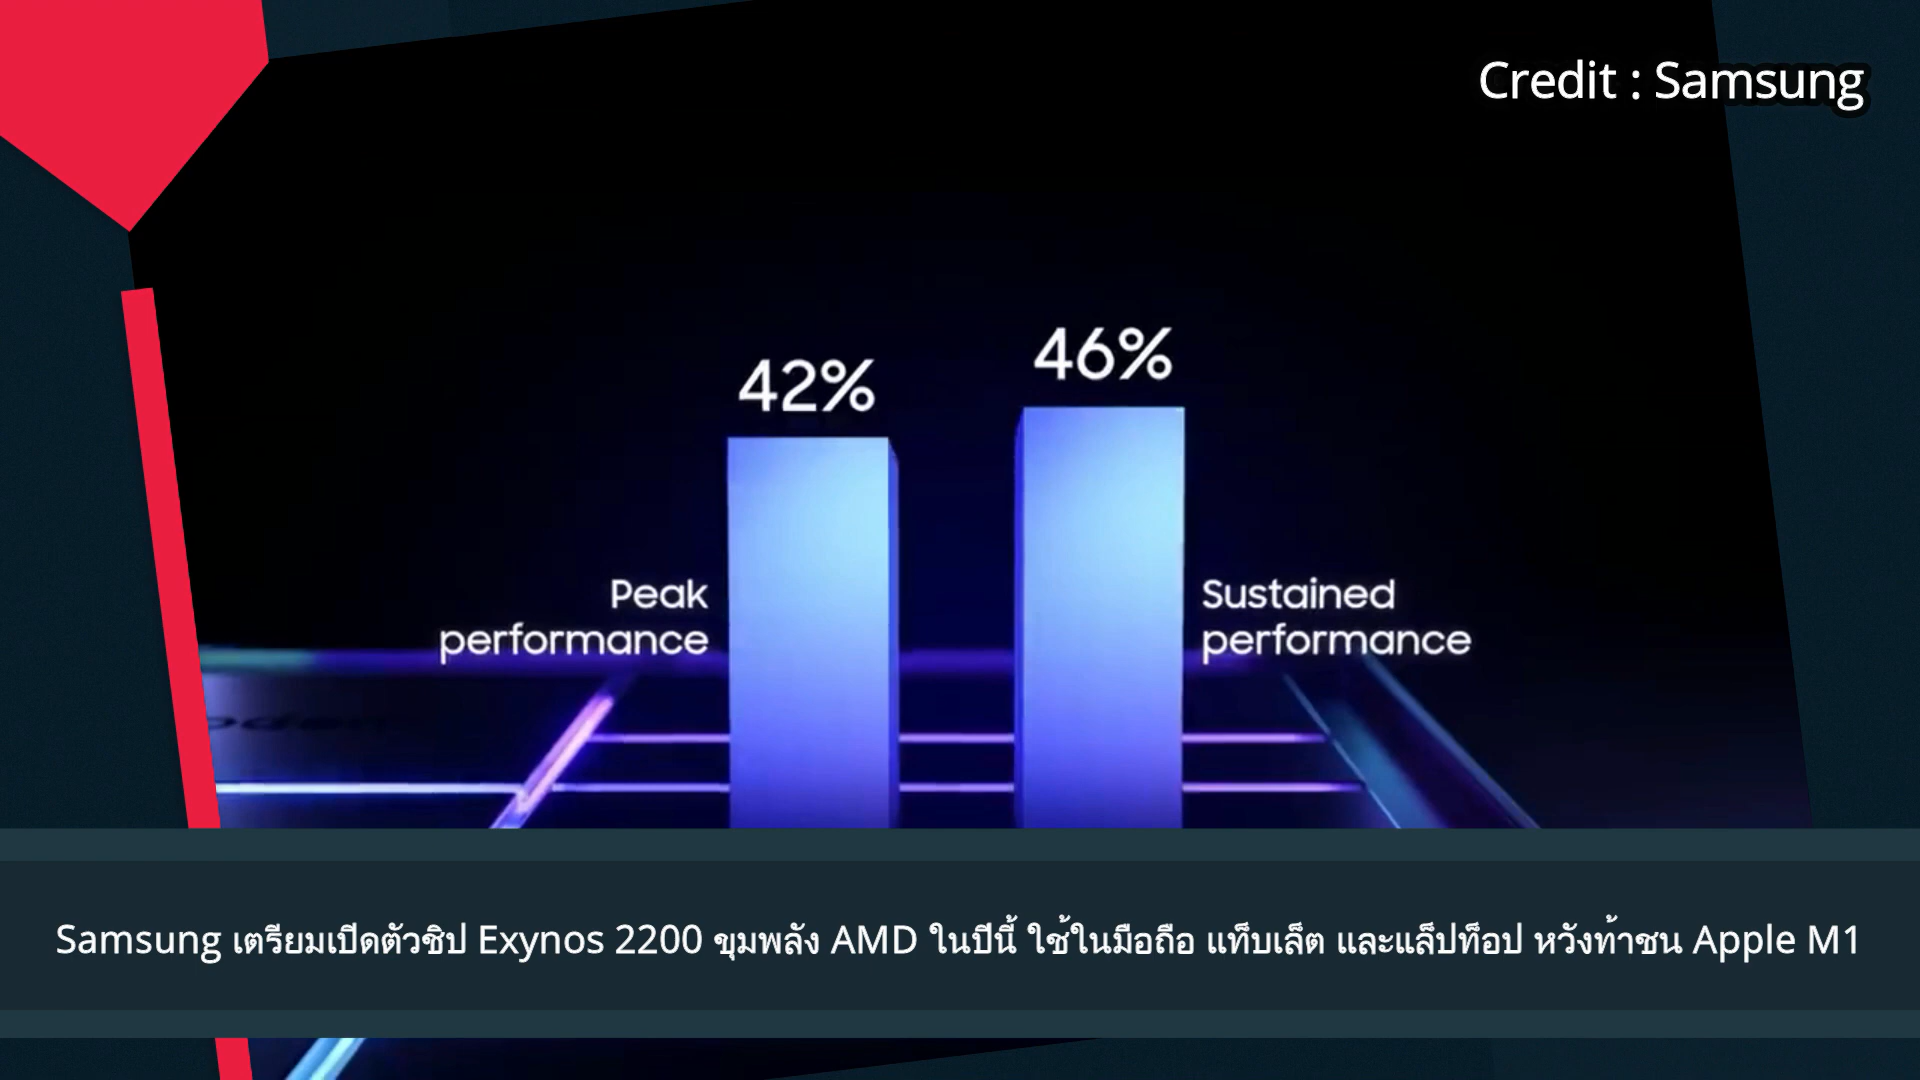 Credit : Samsung
42%
46%
Peak
performance
Sustained
performance
Samsung เตรียมเปิดตัวชิป Exynos 2200 ขุมพลัง AMD ในปีนี้ ใช้ในมือถือ แท็บเล็ต และแล็ปท็อป หวังท้าชน Apple M1